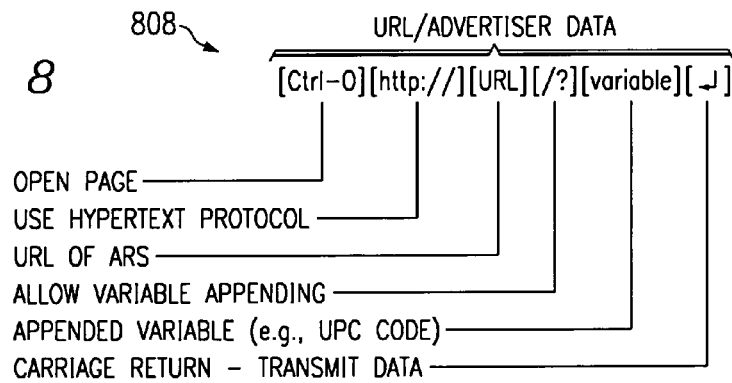 808
URL/ADVERTISER DATA
8
[Ctrl-O][http://][URL][/?][variable][↵]
OPEN PAGE
USE HYPERTEXT PROTOCOL
URL OF ARS
ALLOW VARIABLE APPENDING
APPENDED VARIABLE (e.g., UPC CODE)
CARRIAGE RETURN - TRANSMIT DATA